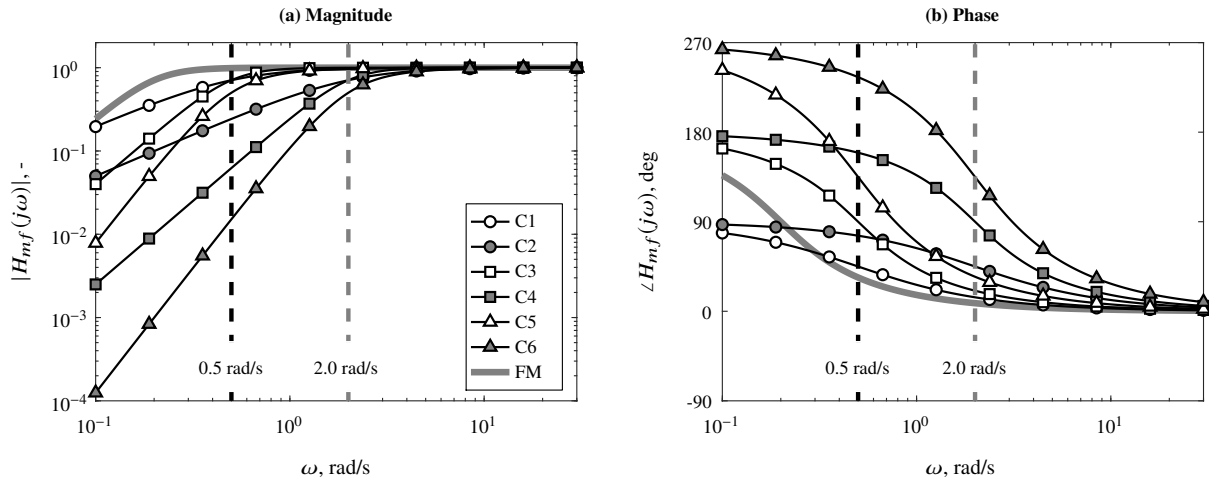 (a) Magnitude
|H_mf(jω)|, -
10^0
10^-1
10^-2
10^-3
10^-4
0.5 rad/s
2.0 rad/s
C1
C2
C3
C4
C5
C6
FM
10^-1
10^0
10^1
ω, rad/s
(b) Phase
∠H_mf(jω), deg
270
180
90
0
-90
0.5 rad/s
2.0 rad/s
10^-1
10^0
10^1
ω, rad/s